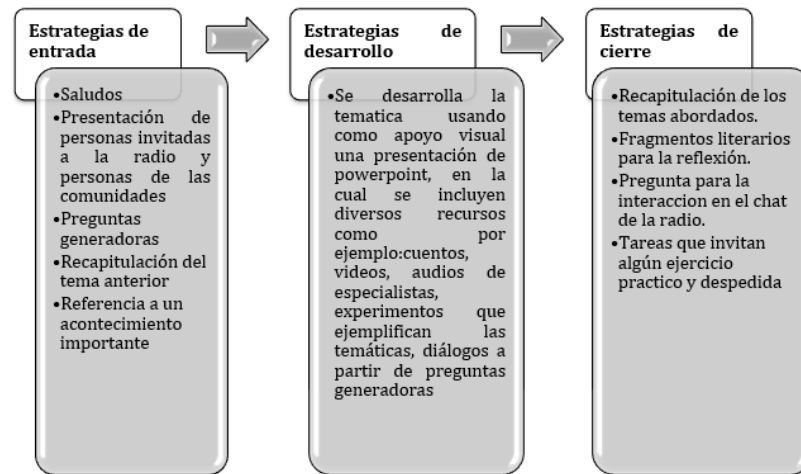 Estrategias de
entrada
•Saludos
•Presentación de
personas invitadas
a la radio y
personas de las
comunidades
•Preguntas
generadoras
•Recapitulación del
tema anterior
•Referencia a un
acontecimiento
importante
Estrategias de
desarrollo
•Se desarrolla la
tematica usando
como apoyo visual
una presentación de
powerpoint, en la
cual se incluyen
diversos recursos
como por
ejemplo:cuentos,
videos, audios de
especialistas,
experimentos que
ejemplifican las
temáticas, diálogos a
partir de preguntas
generadoras
Estrategias de
cierre
•Recapitulación de los
temas abordados.
•Fragmentos literarios
para la reflexión.
•Pregunta para la
interaccion en el chat
de la radio.
•Tareas que invitan
algún ejercicio
practico y despedida